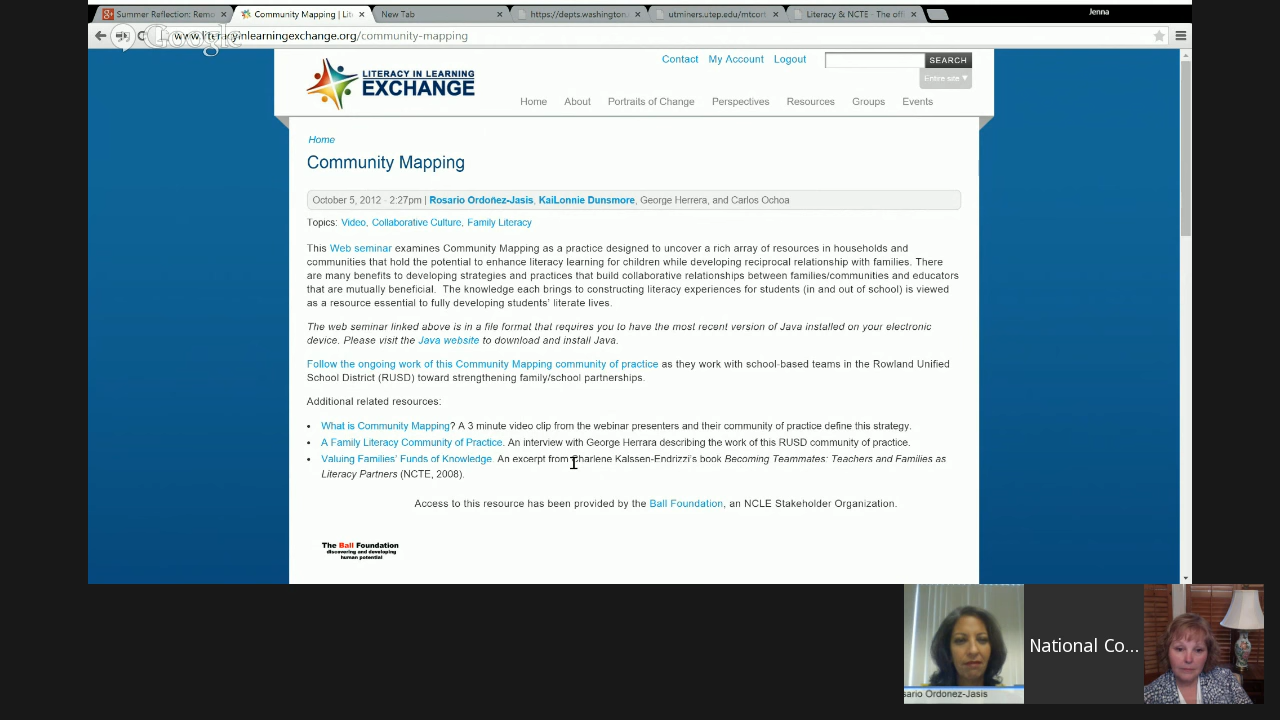 Summer Reflection: Remo
Community Mapping | Lit
New Tab
https://depts.washington.
utminers.utep.edu/mtcort
Literacy & NCTE - The offi
Jenna
Google
/community-mapping
LITERACY IN LEARNING
EXCHANGE
Contact My Account Logout
SEARCH
Entire site ▼
Home About Portraits of Change Perspectives Resources Groups Events
Home
Community Mapping
October 5, 2012 - 2:27pm | Rosario Ordoñez-Jasis, KaiLonnie Dunsmore, George Herrera, and Carlos Ochoa
Topics: Video, Collaborative Culture, Family Literacy
This Web seminar examines Community Mapping as a practice designed to uncover a rich array of resources in households and
communities that hold the potential to enhance literacy learning for children while developing reciprocal relationship with families. There
are many benefits to developing strategies and practices that build collaborative relationships between families/communities and educators
that are mutually beneficial. The knowledge each brings to constructing literacy experiences for students (in and out of school) is viewed
as a resource essential to fully developing students' literate lives.
The web seminar linked above is in a file format that requires you to have the most recent version of Java installed on your electronic
device. Please visit the Java website to download and install Java.
Follow the ongoing work of this Community Mapping community of practice as they work with school-based teams in the Rowland Unified
School District (RUSD) toward strengthening family/school partnerships.
Additional related resources:
• What is Community Mapping? A 3 minute video clip from the webinar presenters and their community of practice define this strategy.
• A Family Literacy Community of Practice. An interview with George Herrara describing the work of this RUSD community of practice.
• Valuing Families' Funds of Knowledge. An excerpt from Charlene Kalssen-Endrizzi's book Becoming Teammates: Teachers and Families as
Literacy Partners (NCTE, 2008).
Access to this resource has been provided by the Ball Foundation, an NCLE Stakeholder Organization.
The Ball Foundation
discovering and developing
human potential
National Co...
sario Ordonez-Jasis